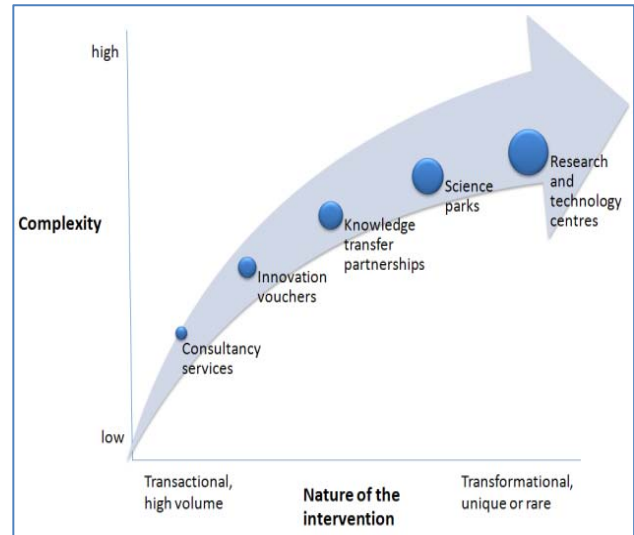 high
Complexity
low
Consultancy
services
Innovation
vouchers
Knowledge
transfer
partnerships
Science
parks
Research
and
technology
centres
Transactional,
high volume
Nature of the
intervention
Transformational,
unique or rare